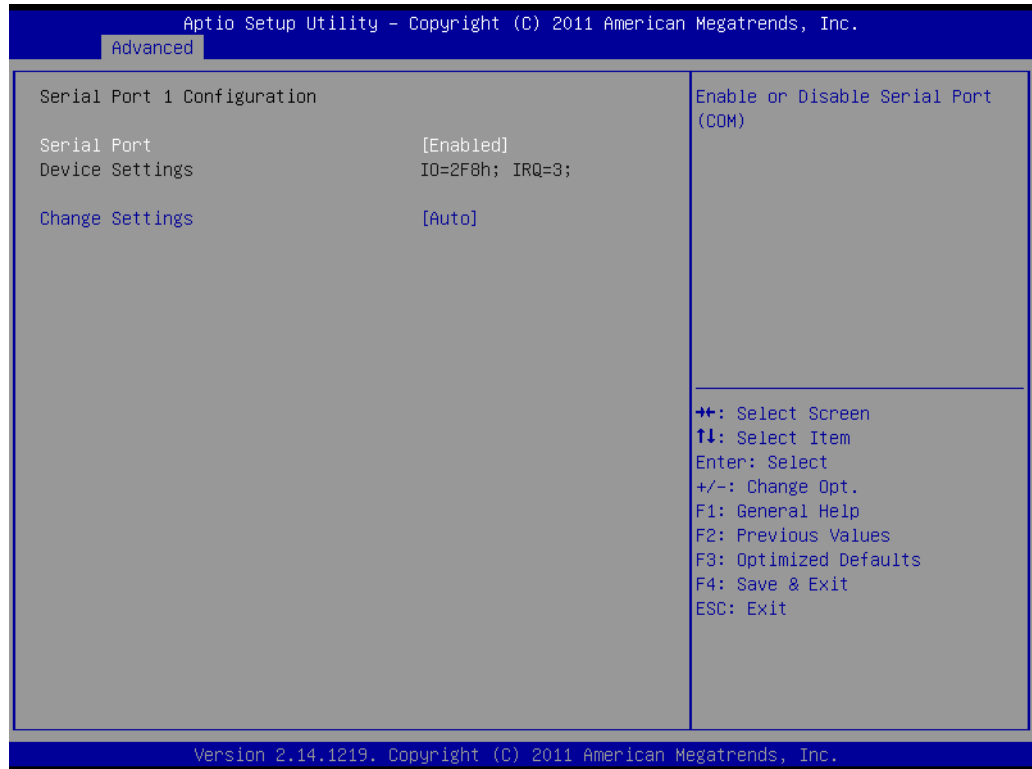 Aptio Setup Utility – Copyright (C) 2011 American Megatrends, Inc.
Advanced
Serial Port 1 Configuration
Serial Port [Enabled]
Device Settings IO=2F8h; IRQ=3;
Change Settings [Auto]
Enable or Disable Serial Port
(COM)
→←: Select Screen
↑↓: Select Item
Enter: Select
+/-: Change Opt.
F1: General Help
F2: Previous Values
F3: Optimized Defaults
F4: Save & Exit
ESC: Exit
Version 2.14.1219. Copyright (C) 2011 American Megatrends, Inc.